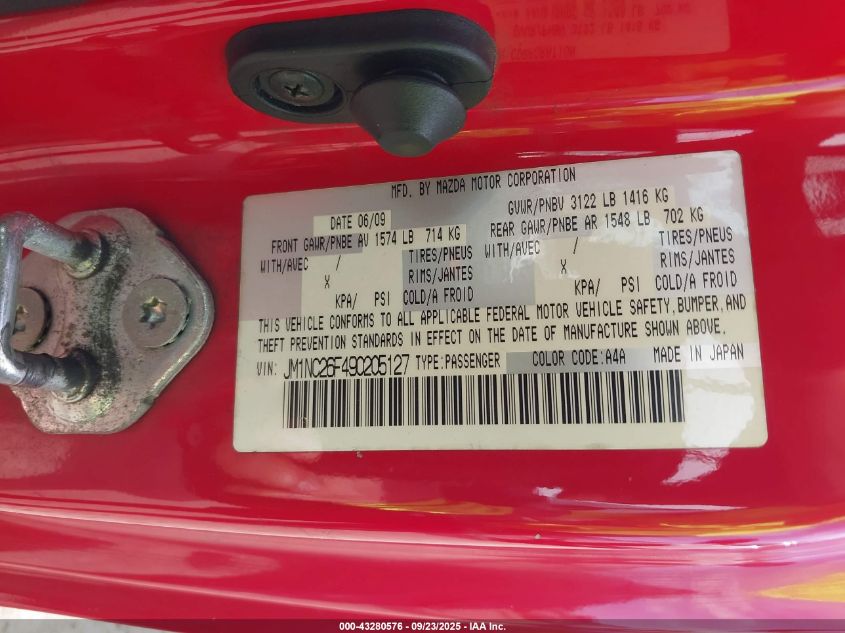 MFD. BY MAZDA MOTOR CORPORATION
DATE 06/09 GVWR/PNBV 3122 LB 1416 KG
FRONT GAWR/PNBE AV 1574 LB 714 KG REAR GAWR/PNBE AR 1548 LB 702 KG
WITH/AVEC / TIRES/PNEUS WITH/AVEC / TIRES/PNEUS
X RIMS/JANTES X RIMS/JANTES
KPA/ PSI COLD/A FROID KPA/ PSI COLD/A FROID
THIS VEHICLE CONFORMS TO ALL APPLICABLE FEDERAL MOTOR VEHICLE SAFETY, BUMPER, AND
THEFT PREVENTION STANDARDS IN EFFECT ON THE DATE OF MANUFACTURE SHOWN ABOVE.
VIN: JM1NC26F490205127 TYPE:PASSENGER COLOR CODE:A4A MADE IN JAPAN
000-43280576 - 09/23/2025 - IAA Inc.